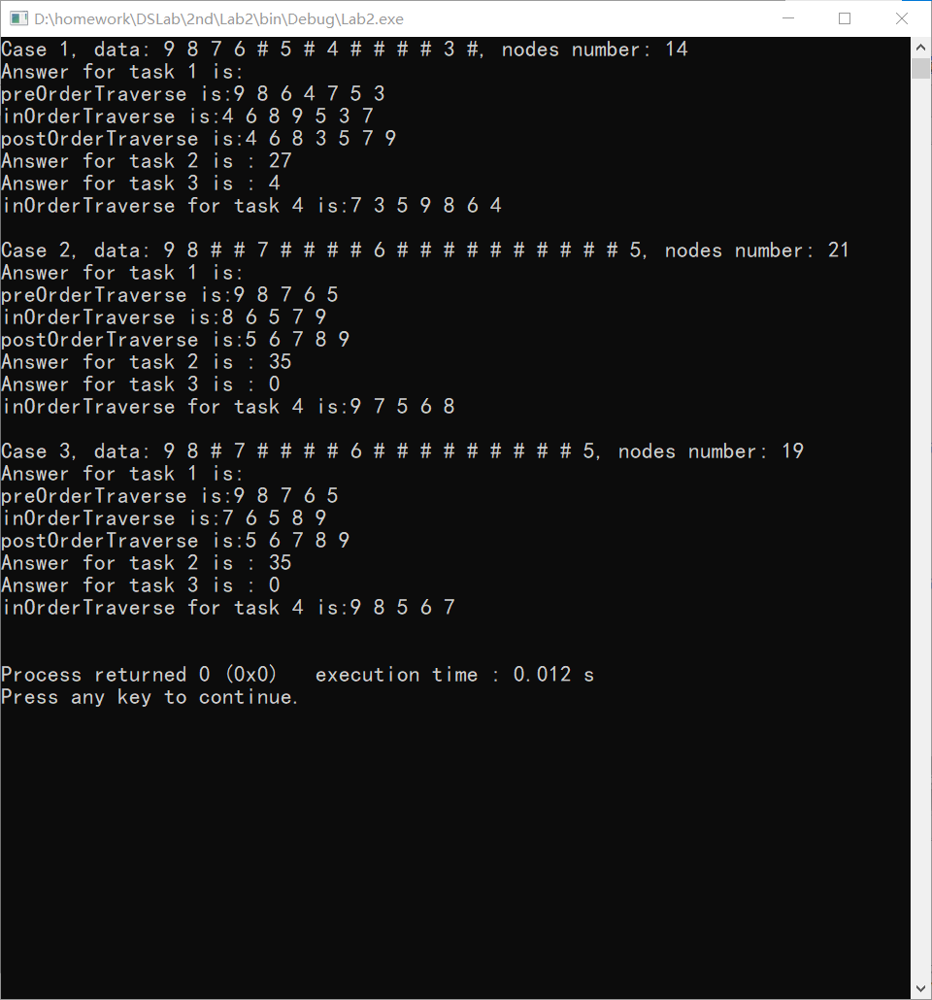 D:\homework\DSLab\2nd\Lab2\bin\Debug\Lab2.exe
Case 1, data: 9 8 7 6 # 5 # 4 # # # # 3 #, nodes number: 14
Answer for task 1 is:
preOrderTraverse is:9 8 6 4 7 5 3
inOrderTraverse is:4 6 8 9 5 3 7
postOrderTraverse is:4 6 8 3 5 7 9
Answer for task 2 is : 27
Answer for task 3 is : 4
inOrderTraverse for task 4 is:7 3 5 9 8 6 4
Case 2, data: 9 8 # # 7 # # # # 6 # # # # # # # # # # 5, nodes number: 21
Answer for task 1 is:
preOrderTraverse is:9 8 7 6 5
inOrderTraverse is:8 6 5 7 9
postOrderTraverse is:5 6 7 8 9
Answer for task 2 is : 35
Answer for task 3 is : 0
inOrderTraverse for task 4 is:9 7 5 6 8
Case 3, data: 9 8 # 7 # # # # 6 # # # # # # # # # 5, nodes number: 19
Answer for task 1 is:
preOrderTraverse is:9 8 7 6 5
inOrderTraverse is:7 6 5 8 9
postOrderTraverse is:5 6 7 8 9
Answer for task 2 is : 35
Answer for task 3 is : 0
inOrderTraverse for task 4 is:9 8 5 6 7
Process returned 0 (0x0)   execution time : 0.012 s
Press any key to continue.